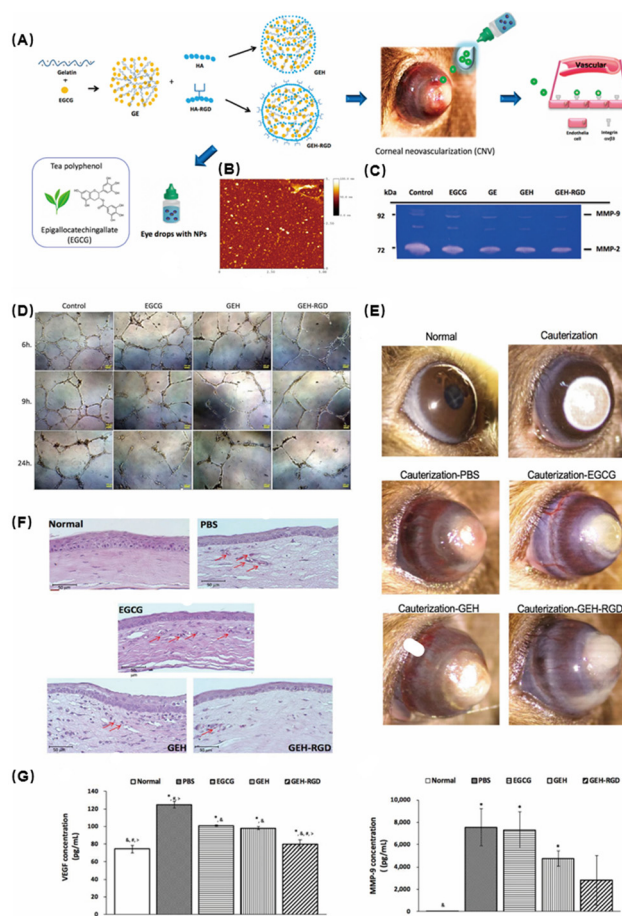 (A)
Gelatin
+
EGCG
GE
+
HA
HA-RGD
GEH
GEH-RGD
Corneal neovascularization (CNV)
Vascular
Endothelia cell
Integrin
Tea polyphenol
Epigallocatechingallate
(EGCG)
Eye drops with NPs
(B)
(C)
kDa
Control
EGCG
GE
GEH
GEH-RGD
92
MMP-9
72
MMP-2
(D)
Control
EGCG
GEH
GEH-RGD
6h.
9h.
24h.
(E)
Normal
Cauterization
Cauterization-PBS
Cauterization-EGCG
Cauterization-GEH
Cauterization-GEH-RGD
(F)
Normal
PBS
EGCG
GEH
GEH-RGD
(G)
Normal
PBS
EGCG
GEH
GEH-RGD
VEGF concentration
(pg/mL)
140
120
100
80
60
40
20
0
&, #, >
*, #, >
*, &
*, &
*, &, #, >
Normal
PBS
EGCG
GEH
GEH-RGD
MMP-9 concentration
( pg/mL)
10,000
8,000
6,000
4,000
2,000
0
&
*
*
*